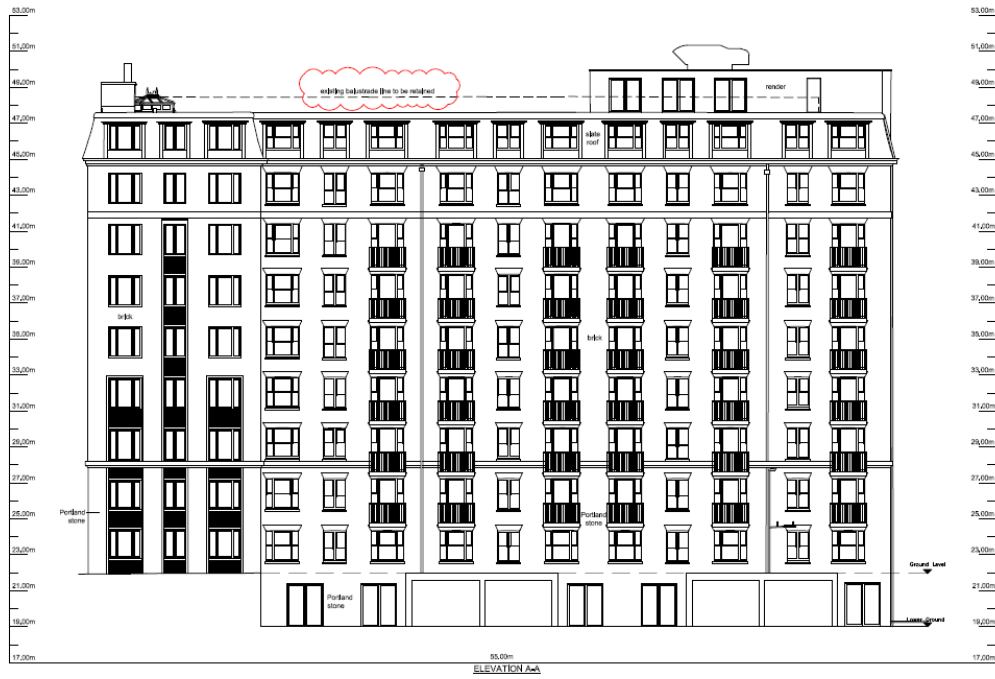 53.00m
53.00m
51.00m
51.00m
49.00m
existing balustrade line to be retained
render
49.00m
47.00m
slate
roof
47.00m
45.00m
45.00m
43.00m
43.00m
41.00m
41.00m
39.00m
39.00m
37.00m
37.00m
brick
35.00m
brick
35.00m
33.00m
33.00m
31.00m
31.00m
29.00m
29.00m
27.00m
27.00m
25.00m
Portland
stone
Portland
stone
25.00m
23.00m
23.00m
Ground Level
21.00m
Portland
stone
21.00m
19.00m
Lower Ground
19.00m
17.00m
55.00m
17.00m
ELEVATION A-A